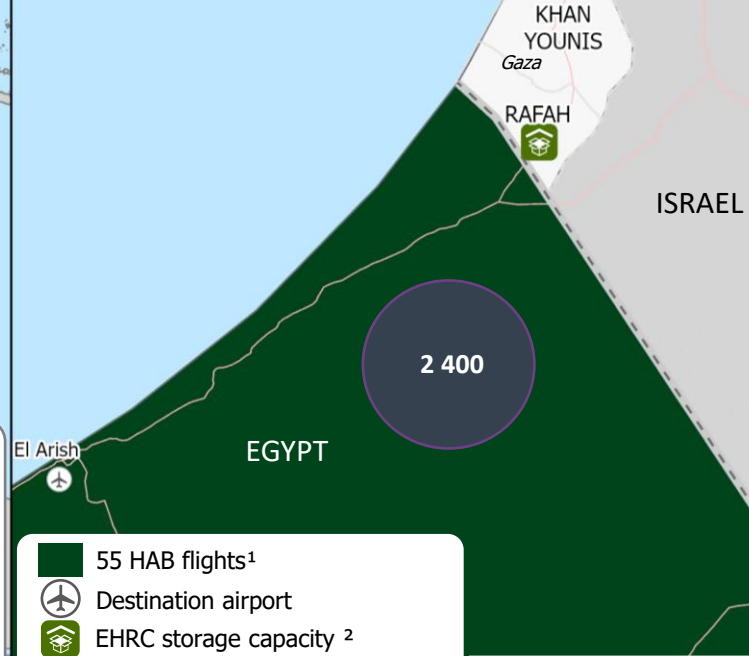 KHAN
YOUNIS
Gaza
RAFAH
ISRAEL
2 400
El Arish
EGYPT
55 HAB flights¹
Destination airport
EHRC storage capacity ²